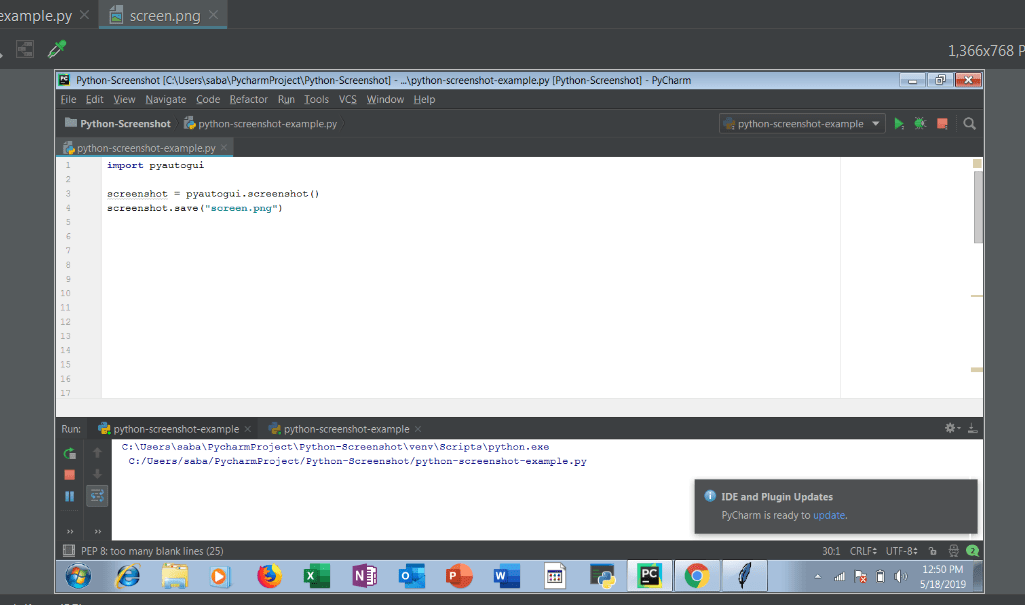 example.py
screen.png
1,366x768 P
Python-Screenshot [C:\Users\saba\PycharmProject\Python-Screenshot] - ...\python-screenshot-example.py [Python-Screenshot] - PyCharm
File Edit View Navigate Code Refactor Run Tools VCS Window Help
Python-Screenshot python-screenshot-example.py python-screenshot-example
python-screenshot-example.py
1 import pyautogui
2
3 screenshot = pyautogui.screenshot()
4 screenshot.save("screen.png")
5
6
7
8
9
10
11
12
13
14
15
16
17
Run: python-screenshot-example python-screenshot-example
C:\Users\saba\PycharmProject\Python-Screenshot\venv\Scripts\python.exe
C:/Users/saba/PycharmProject/Python-Screenshot/python-screenshot-example.py
IDE and Plugin Updates
PyCharm is ready to update.
PEP 8: too many blank lines (25) 30:1 CRLF UTF-8 2
12:50 PM
5/18/2019